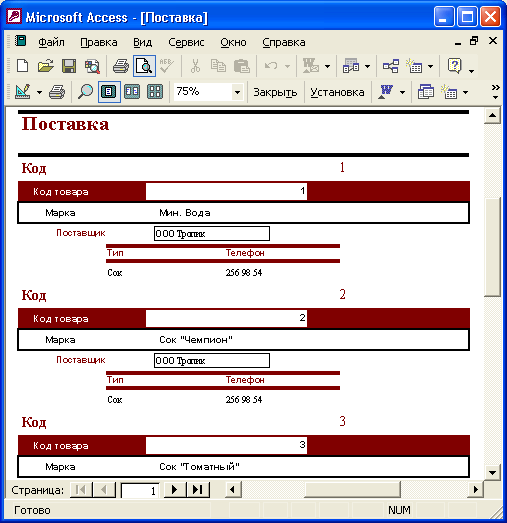 Microsoft Access - [Поставка]
Файл Правка Вид Сервис Окно Справка
75% Закрыть Установка
Поставка
Код 1
Код товара 1
Марка Мин. Вода
Поставщик ООО Тропик
Тип Телефон
Сок 256 98 54
Код 2
Код товара 2
Марка Сок "Чемпион"
Поставщик ООО Тропик
Тип Телефон
Сок 256 98 54
Код 3
Код товара 3
Марка Сок "Томатный"
Страница: 1
Готово NUM